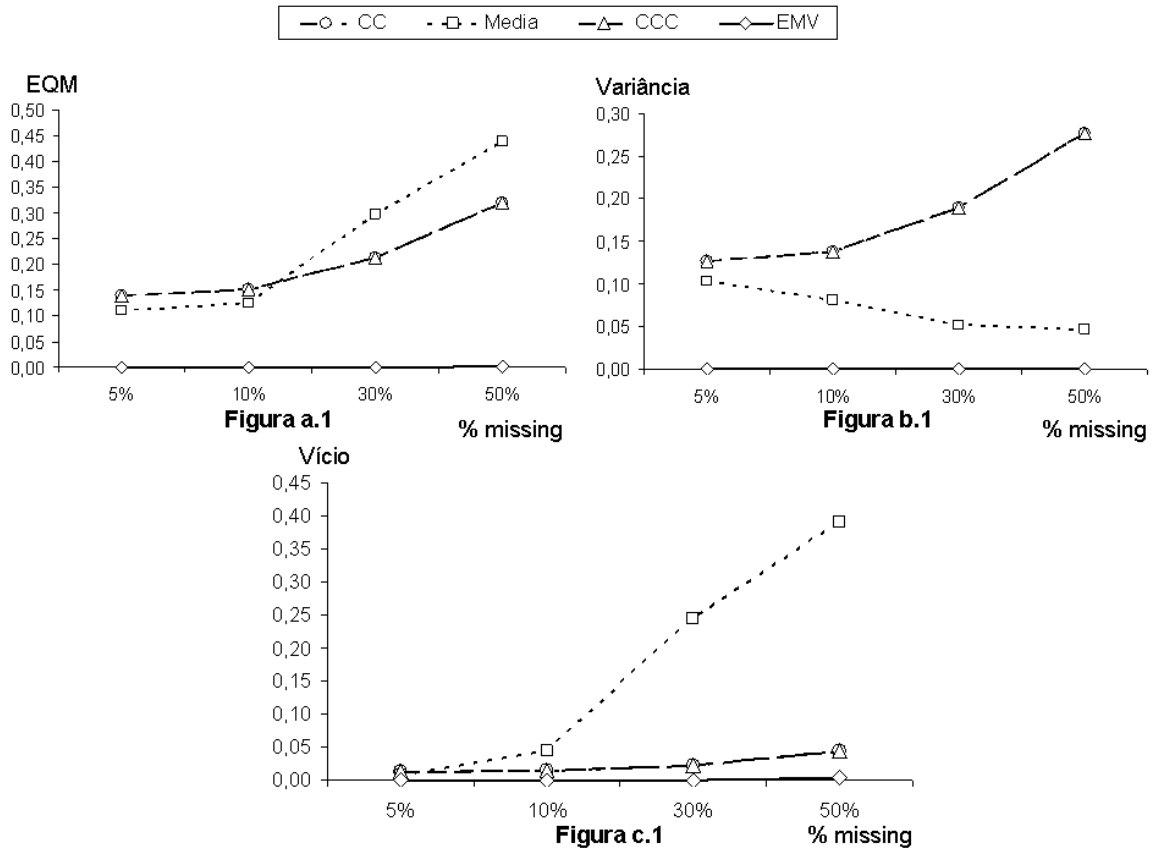 CC Media CCC EMV
EQM
0,50
0,45
0,40
0,35
0,30
0,25
0,20
0,15
0,10
0,05
0,00
5% 10% 30% 50%
Figura a.1
% missing
Variância
0,30
0,25
0,20
0,15
0,10
0,05
0,00
5% 10% 30% 50%
Figura b.1
% missing
Vício
0,45
0,40
0,35
0,30
0,25
0,20
0,15
0,10
0,05
0,00
5% 10% 30% 50%
Figura c.1
% missing